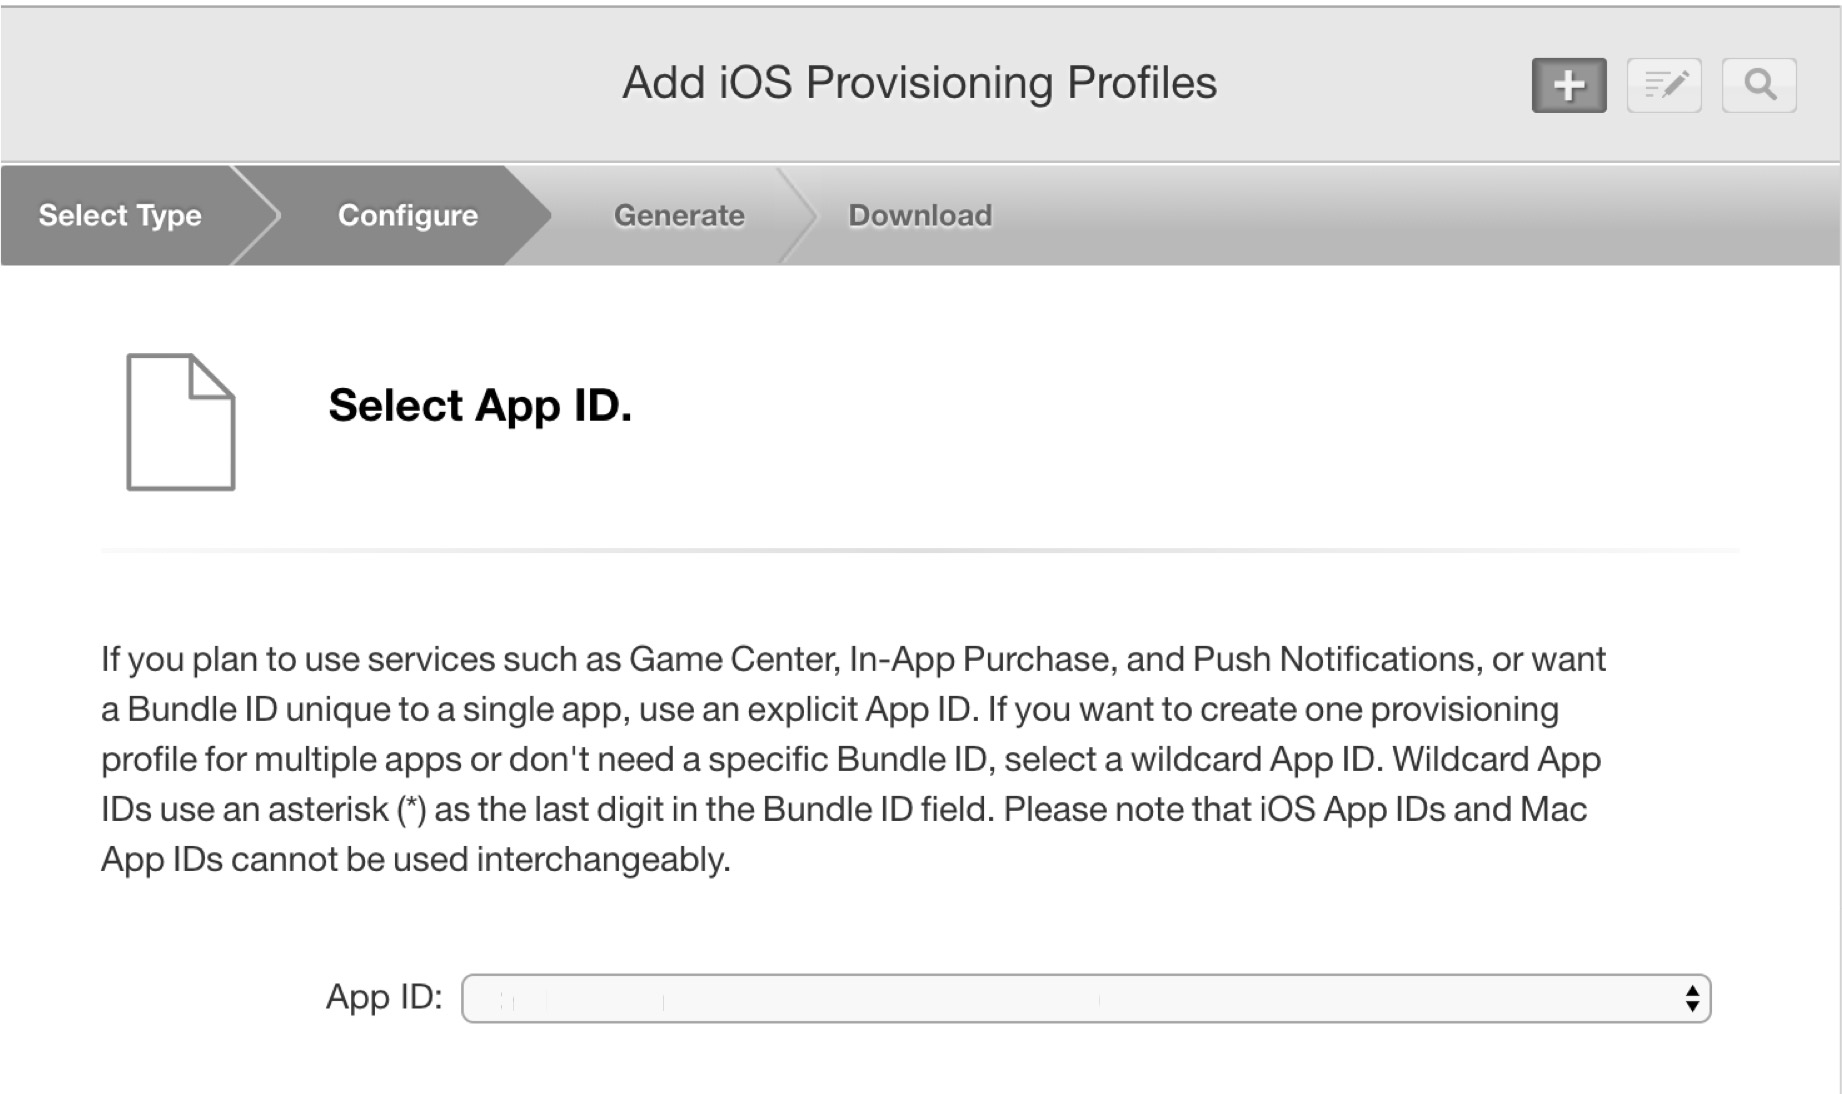 Add iOS Provisioning Profiles
Select Type
Configure
Generate
Download
Select App ID.
If you plan to use services such as Game Center, In-App Purchase, and Push Notifications, or want
a Bundle ID unique to a single app, use an explicit App ID. If you want to create one provisioning
profile for multiple apps or don't need a specific Bundle ID, select a wildcard App ID. Wildcard App
IDs use an asterisk (*) as the last digit in the Bundle ID field. Please note that iOS App IDs and Mac
App IDs cannot be used interchangeably.
App ID: